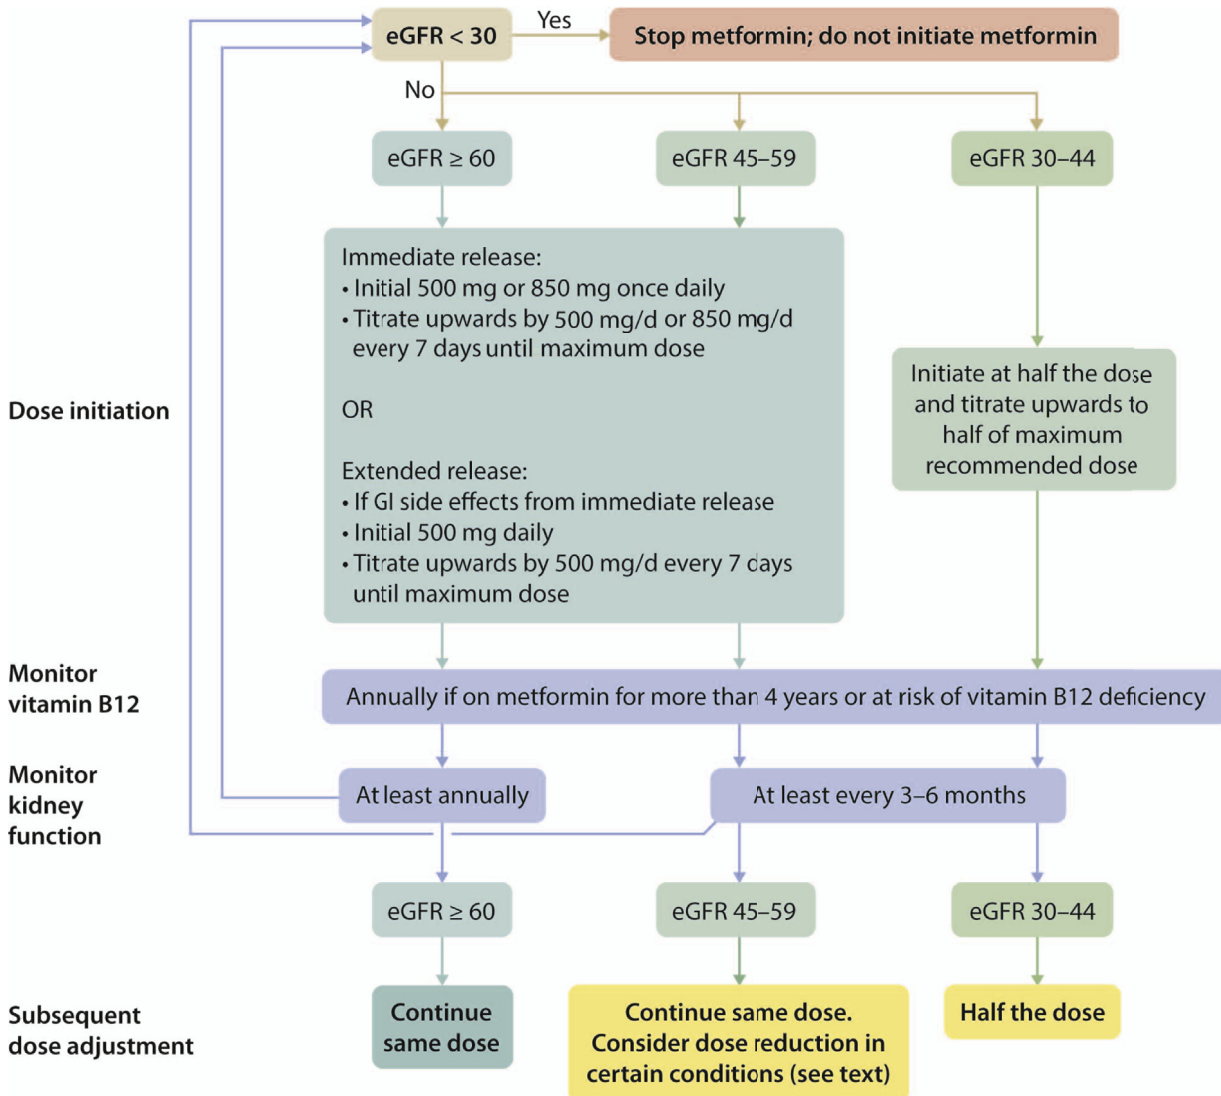 eGFR < 30
Yes
Stop metformin; do not initiate metformin
No
eGFR ≥ 60
eGFR 45–59
eGFR 30–44
Dose initiation
Immediate release:
• Initial 500 mg or 850 mg once daily
• Titrate upwards by 500 mg/d or 850 mg/d
every 7 days until maximum dose
OR
Extended release:
• If GI side effects from immediate release
• Initial 500 mg daily
• Titrate upwards by 500 mg/d every 7 days
until maximum dose
Initiate at half the dose
and titrate upwards to
half of maximum
recommended dose
Monitor
vitamin B12
Annually if on metformin for more than 4 years or at risk of vitamin B12 deficiency
Monitor
kidney
function
At least annually
At least every 3–6 months
eGFR ≥ 60
eGFR 45–59
eGFR 30–44
Subsequent
dose adjustment
Continue
same dose
Continue same dose.
Consider dose reduction in
certain conditions (see text)
Half the dose